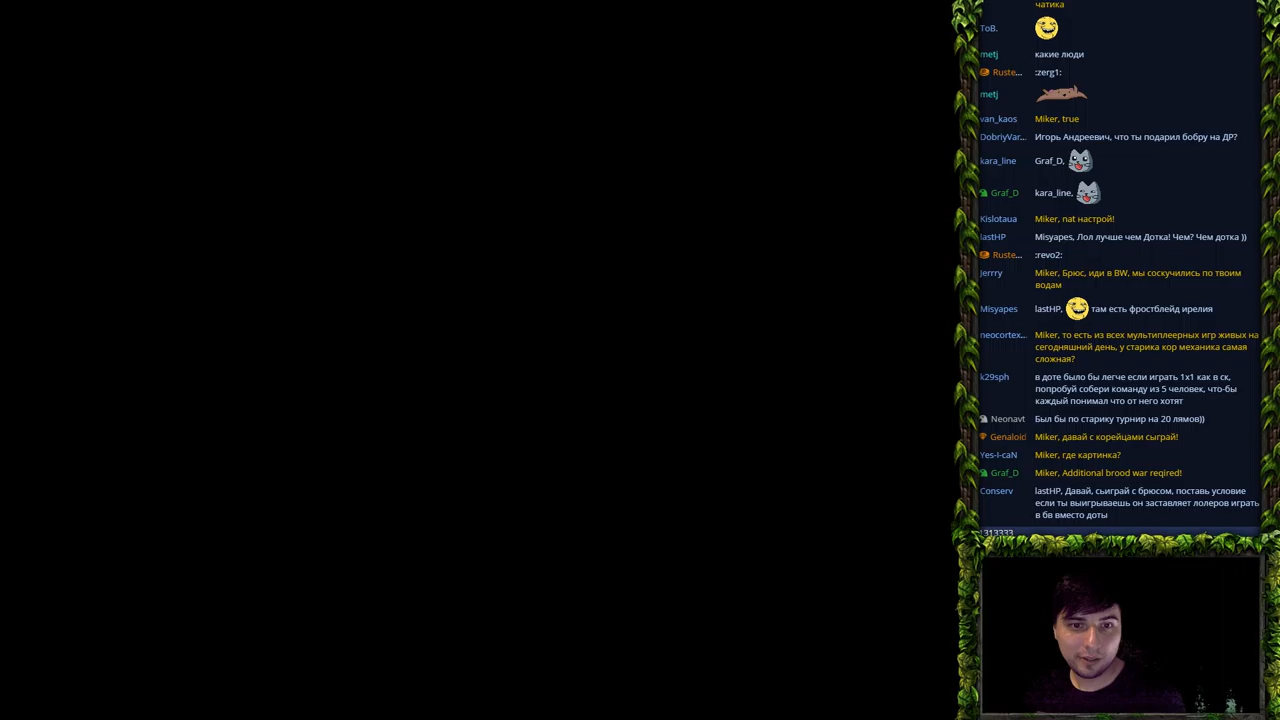 чатика
ToB.
metj какие люди
Ruste... :zerg1:
metj
van_kaos Miker, true
DobriyVar... Игорь Андреевич, что ты подарил бобру на ДР?
kara_line Graf_D,
Graf_D kara_line,
Kislotaua Miker, nat настрой!
lastHP Misyapes, Лол лучше чем Дотка! Чем? Чем дотка ))
Ruste... :revo2:
Jerrry Miker, Брюс, иди в BW, мы соскучились по твоим
водам
Misyapes lastHP, там есть фростблейд ирелия
neocortex... Miker, то есть из всех мультиплеерных игр живых на
сегодняшний день, у старика кор механика самая
сложная?
k29sph в доте было бы легче если играть 1х1 как в ск,
попробуй собери команду из 5 человек, что-бы
каждый понимал что от него хотят
Neonavt Был бы по старику турнир на 20 лямов))
Genaloid Miker, давай с корейцами сыграй!
Yes-I-caN Miker, где картинка?
Graf_D Miker, Additional brood war reqired!
Conserv lastHP, Давай, сыиграй с брюсом, поставь условие
если ты выигрываешь он заставляет лолеров играть
в бв вместо доты
1313333